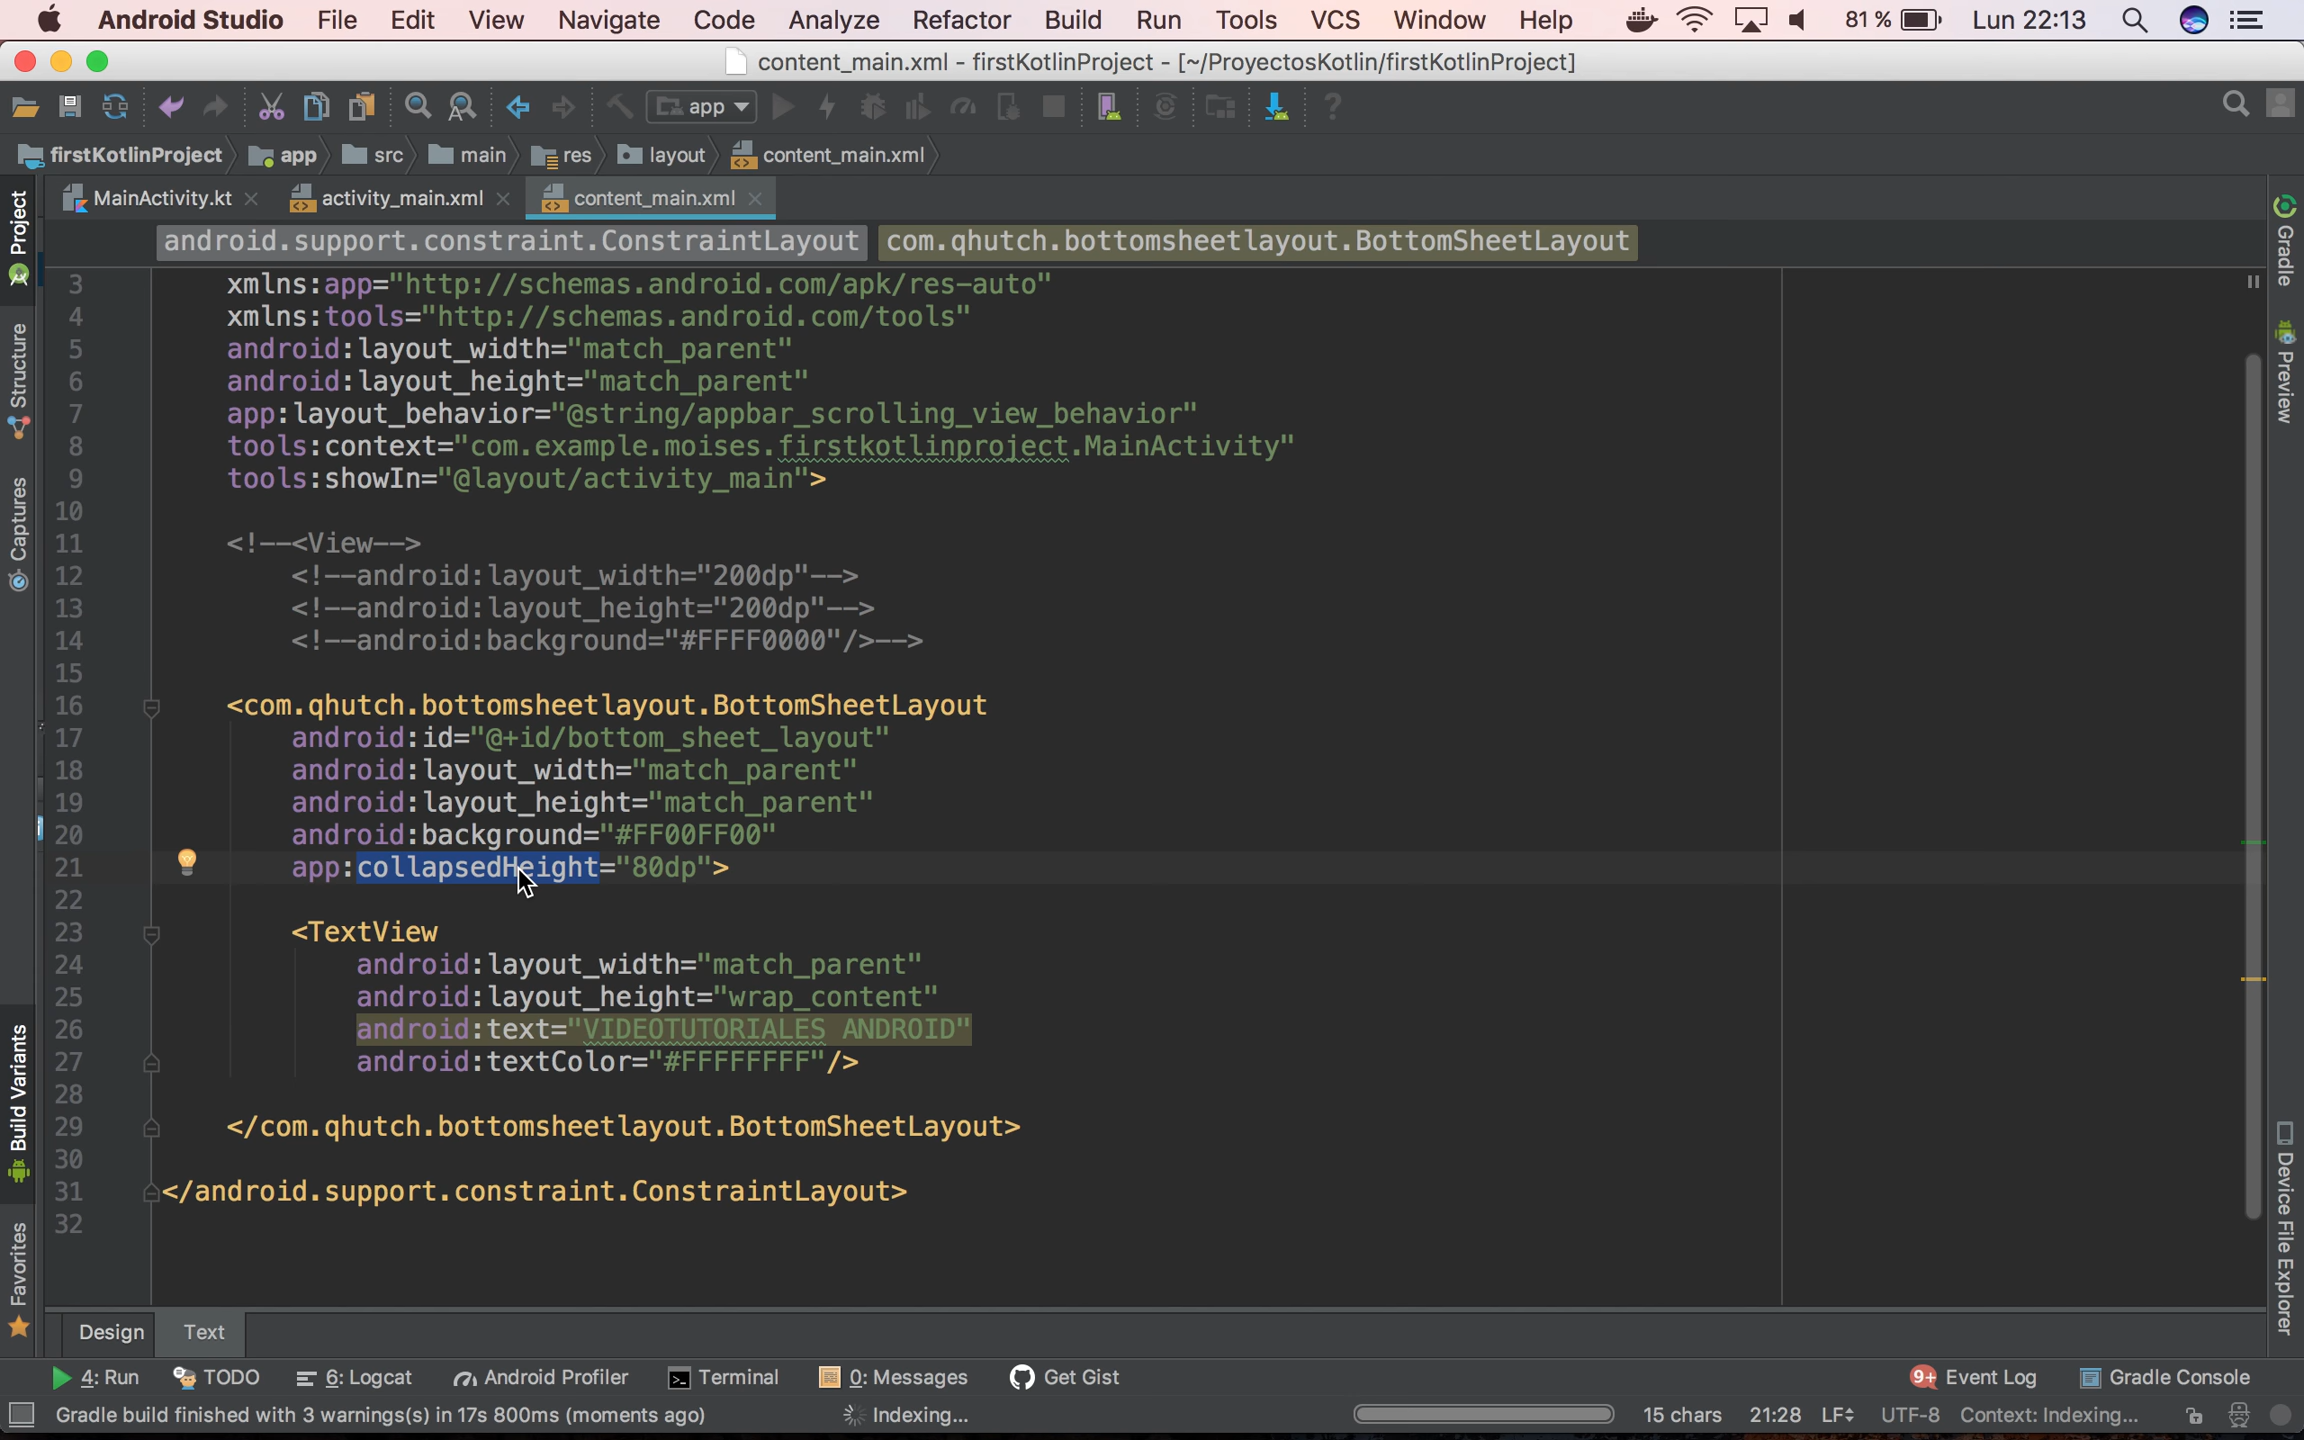 Android Studio File Edit View Navigate Code Analyze Refactor Build Run Tools VCS Window Help 81 % Lun 22:13
content_main.xml - firstKotlinProject - [~/ProyectosKotlin/firstKotlinProject]
app
firstKotlinProject app src main res layout content_main.xml
MainActivity.kt activity_main.xml content_main.xml
android.support.constraint.ConstraintLayout com.qhutch.bottomsheetlayout.BottomSheetLayout
Project
Structure
Captures
Build Variants
Favorites
3 xmlns:app="http://schemas.android.com/apk/res-auto"
4 xmlns:tools="http://schemas.android.com/tools"
5 android:layout_width="match_parent"
6 android:layout_height="match_parent"
7 app:layout_behavior="@string/appbar_scrolling_view_behavior"
8 tools:context="com.example.moises.firstkotlinproject.MainActivity"
9 tools:showIn="@layout/activity_main">
10
11 <!--<View-->
12 <!--android:layout_width="200dp"-->
13 <!--android:layout_height="200dp"-->
14 <!--android:background="#FFFF0000"/>-->
15
16 <com.qhutch.bottomsheetlayout.BottomSheetLayout
17 android:id="@+id/bottom_sheet_layout"
18 android:layout_width="match_parent"
19 android:layout_height="match_parent"
20 android:background="#FF00FF00"
21 app:collapsedHeight="80dp">
22
23 <TextView
24 android:layout_width="match_parent"
25 android:layout_height="wrap_content"
26 android:text="VIDEOTUTORIALES ANDROID"
27 android:textColor="#FFFFFFFF"/>
28
29 </com.qhutch.bottomsheetlayout.BottomSheetLayout>
30
31 </android.support.constraint.ConstraintLayout>
32
Gradle
Preview
Device File Explorer
Design Text
4: Run TODO 6: Logcat Android Profiler Terminal 0: Messages Get Gist 9+ Event Log Gradle Console
Gradle build finished with 3 warnings(s) in 17s 800ms (moments ago) Indexing... 15 chars 21:28 LF UTF-8 Context: Indexing...